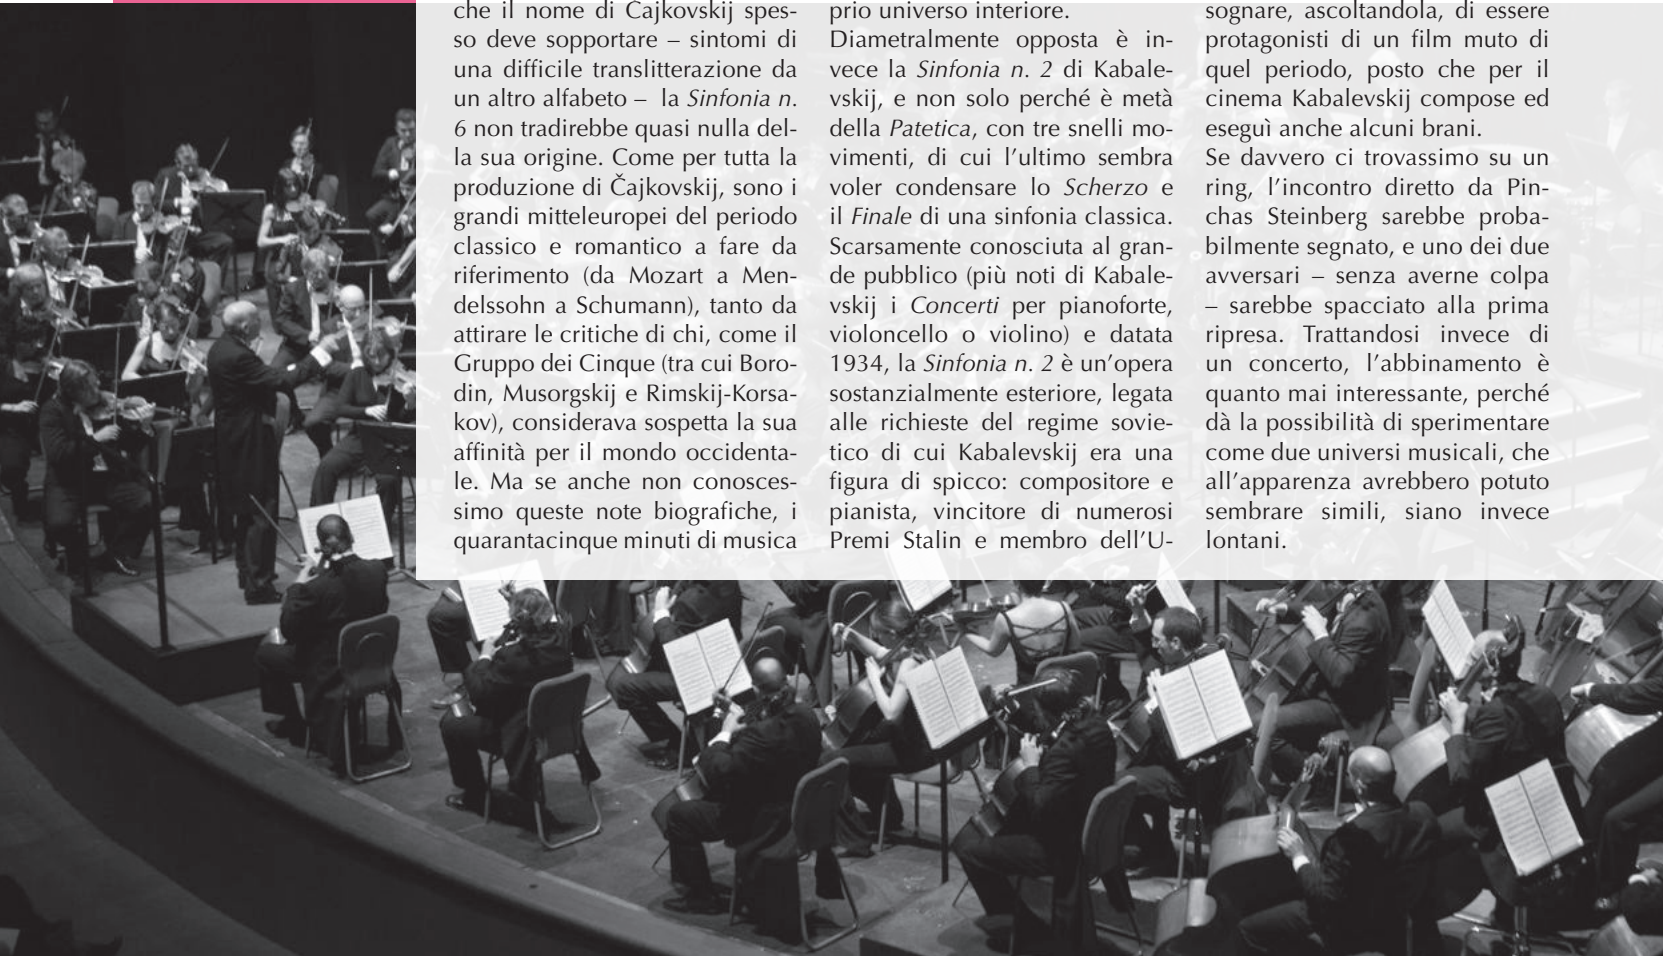 che il nome di Čajkovskij spes-
so deve sopportare – sintomi di
una difficile translitterazione da
un altro alfabeto – la Sinfonia n.
6 non tradirebbe quasi nulla del-
la sua origine. Come per tutta la
produzione di Čajkovskij, sono i
grandi mitteleuropei del periodo
classico e romantico a fare da
riferimento (da Mozart a Men-
delssohn a Schumann), tanto da
attirare le critiche di chi, come il
Gruppo dei Cinque (tra cui Boro-
din, Musorgskij e Rimskij-Korsa-
kov), considerava sospetta la sua
affinità per il mondo occidenta-
le. Ma se anche non conosces-
simo queste note biografiche, i
quarantacinque minuti di musica
prio universo interiore.
Diametralmente opposta è in-
vece la Sinfonia n. 2 di Kabale-
vskij, e non solo perché è metà
della Patetica, con tre snelli mo-
vimenti, di cui l'ultimo sembra
voler condensare lo Scherzo e
il Finale di una sinfonia classica.
Scarsamente conosciuta al gran-
de pubblico (più noti di Kabale-
vskij i Concerti per pianoforte,
violoncello o violino) e datata
1934, la Sinfonia n. 2 è un'opera
sostanzialmente esteriore, legata
alle richieste del regime sovie-
tico di cui Kabalevskij era una
figura di spicco: compositore e
pianista, vincitore di numerosi
Premi Stalin e membro dell'U-
sognare, ascoltandola, di essere
protagonisti di un film muto di
quel periodo, posto che per il
cinema Kabalevskij compose ed
eseguì anche alcuni brani.
Se davvero ci trovassimo su un
ring, l'incontro diretto da Pin-
chas Steinberg sarebbe proba-
bilmente segnato, e uno dei due
avversari – senza averne colpa
– sarebbe spacciato alla prima
ripresa. Trattandosi invece di
un concerto, l'abbinamento è
quanto mai interessante, perché
dà la possibilità di sperimentare
come due universi musicali, che
all'apparenza avrebbero potuto
sembrare simili, siano invece
lontani.